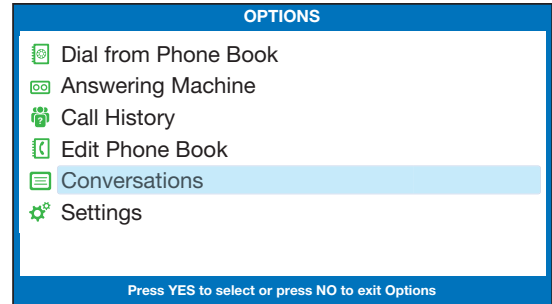 OPTIONS
Dial from Phone Book
Answering Machine
Call History
Edit Phone Book
Conversations
Settings
Press YES to select or press NO to exit Options